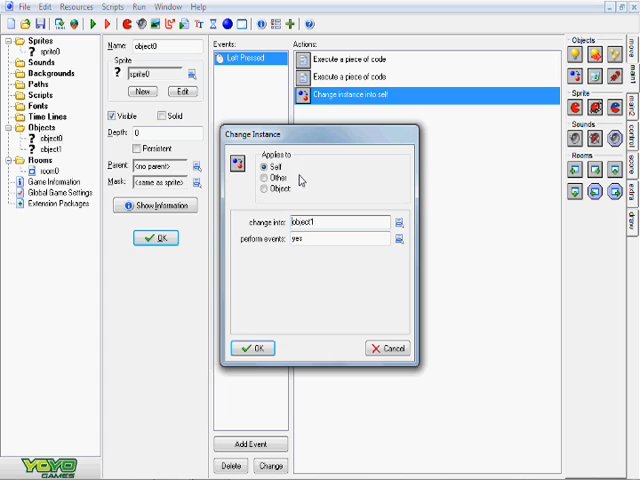 File Edit Resources Scripts Run Window Help
Sprites
sprite0
Sounds
Backgrounds
Paths
Scripts
Fonts
Time Lines
Objects
object0
object1
Rooms
room0
Game Information
Global Game Settings
Extension Packages
YOYO
GAMES
Name: object0
Sprite
sprite0
New Edit
Visible Solid
Depth: 0
Persistent
Parent: <no parent>
Mask: <same as sprite>
Show Information
OK
Events:
Left Pressed
Add Event
Delete Change
Actions:
Execute a piece of code
Execute a piece of code
Change instance into self
Change Instance
Applies to
Self
Other
Object:
change into: object1
perform events: yes
OK Cancel
Objects
Sprite
Sounds
Rooms
move
main1
main2
control
score
extra
draw